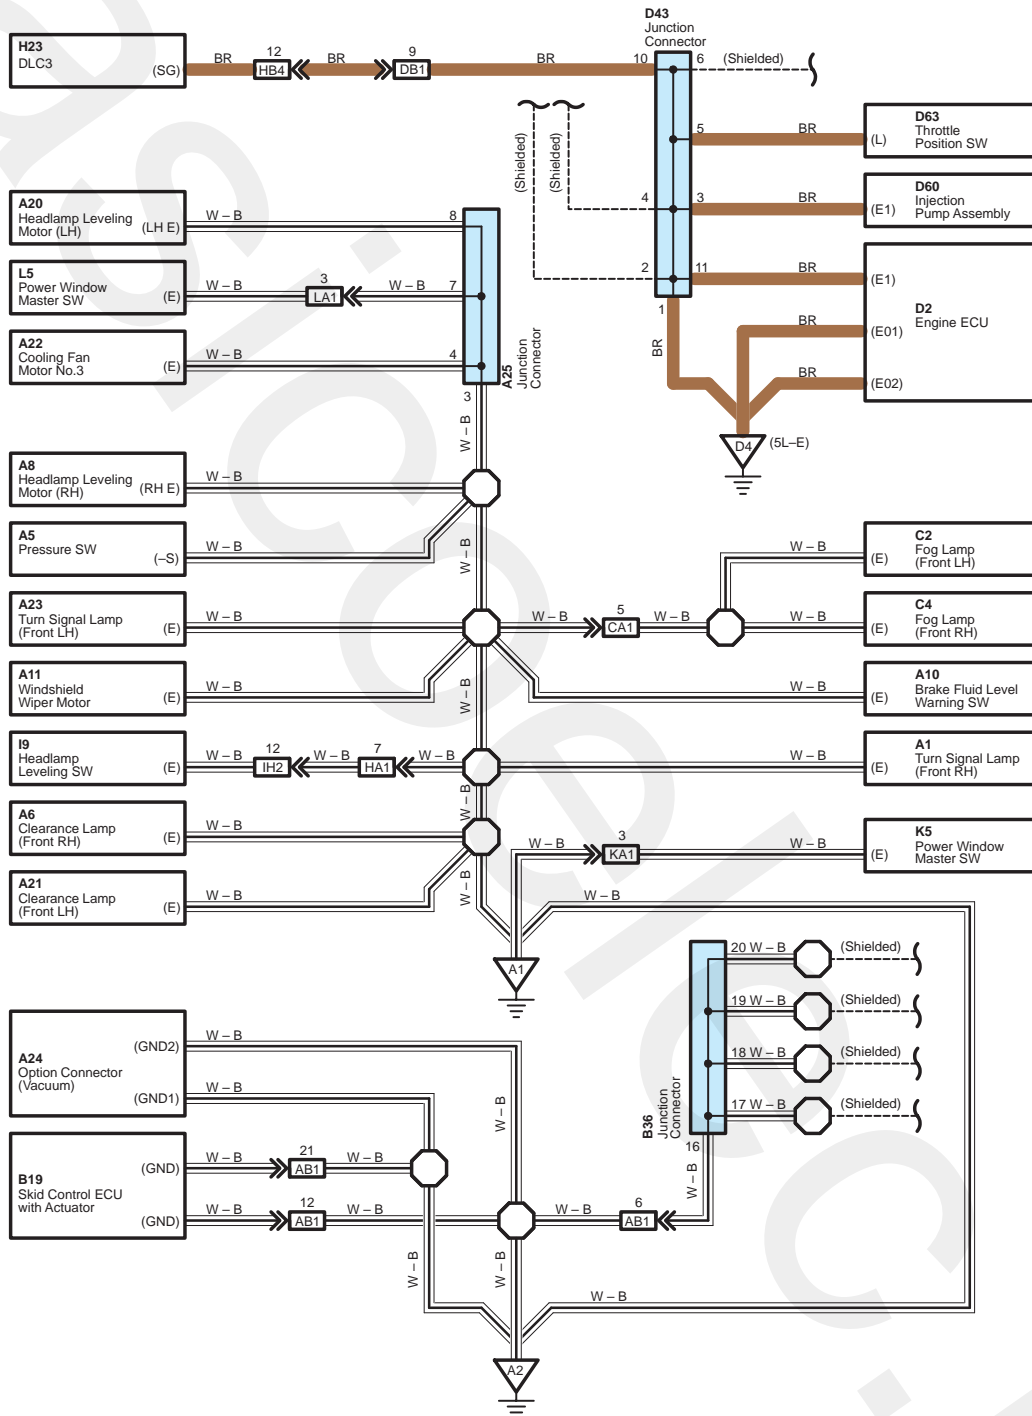 H23
DLC3
(SG)
BR
12
HB4
BR
9
DB1
BR
10
D43
Junction
Connector
6
(Shielded)
5
BR
(L)
D63
Throttle
Position SW
(Shielded)
(Shielded)
4
3
BR
(E1)
D60
Injection
Pump Assembly
2
11
BR
(E1)
D2
Engine ECU
BR
(E01)
BR
(E02)
1
BR
D4
(5L–E)
A20
Headlamp Leveling
Motor (LH)
(LH E)
W – B
8
L5
Power Window
Master SW
(E)
W – B
3
LA1
W – B
7
A22
Cooling Fan
Motor No.3
(E)
W – B
4
A25
Junction
Connector
3
W – B
A8
Headlamp Leveling
Motor (RH)
(RH E)
W – B
A5
Pressure SW
(–S)
W – B
W – B
A23
Turn Signal Lamp
(Front LH)
(E)
W – B
W – B
5
CA1
W – B
W – B
(E)
C2
Fog Lamp
(Front LH)
W – B
(E)
C4
Fog Lamp
(Front RH)
A11
Windshield
Wiper Motor
(E)
W – B
W – B
W – B
(E)
A10
Brake Fluid Level
Warning SW
I9
Headlamp
Leveling SW
(E)
W – B
12
IH2
W – B
7
HA1
W – B
W – B
(E)
A1
Turn Signal Lamp
(Front RH)
W – B
A6
Clearance Lamp
(Front RH)
(E)
W – B
W – B
3
KA1
W – B
(E)
K5
Power Window
Master SW
A21
Clearance Lamp
(Front LH)
(E)
W – B
W – B
W – B
W – B
A1
20 W – B
(Shielded)
19 W – B
(Shielded)
18 W – B
(Shielded)
17 W – B
(Shielded)
B36
Junction
Connector
16
W – B
A24
Option Connector
(Vacuum)
(GND2)
W – B
(GND1)
W – B
W – B
B19
Skid Control ECU
with Actuator
(GND)
W – B
21
AB1
W – B
(GND)
W – B
12
AB1
W – B
W – B
6
AB1
W – B
W – B
W – B
A2